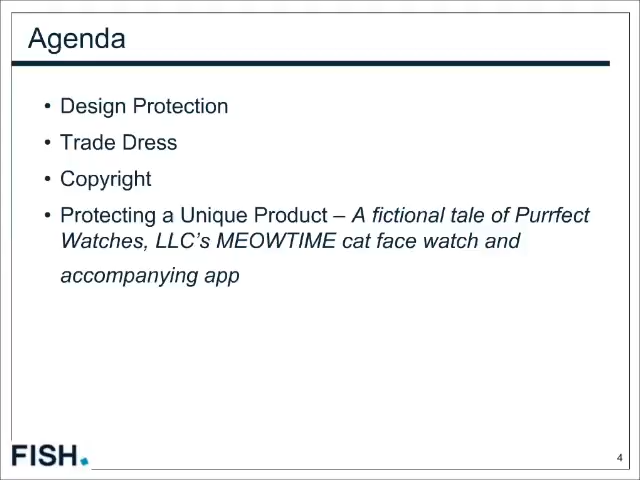 Agenda
• Design Protection
• Trade Dress
• Copyright
• Protecting a Unique Product – A fictional tale of Purrfect
Watches, LLC’s MEOWTIME cat face watch and
accompanying app
FISH.
4